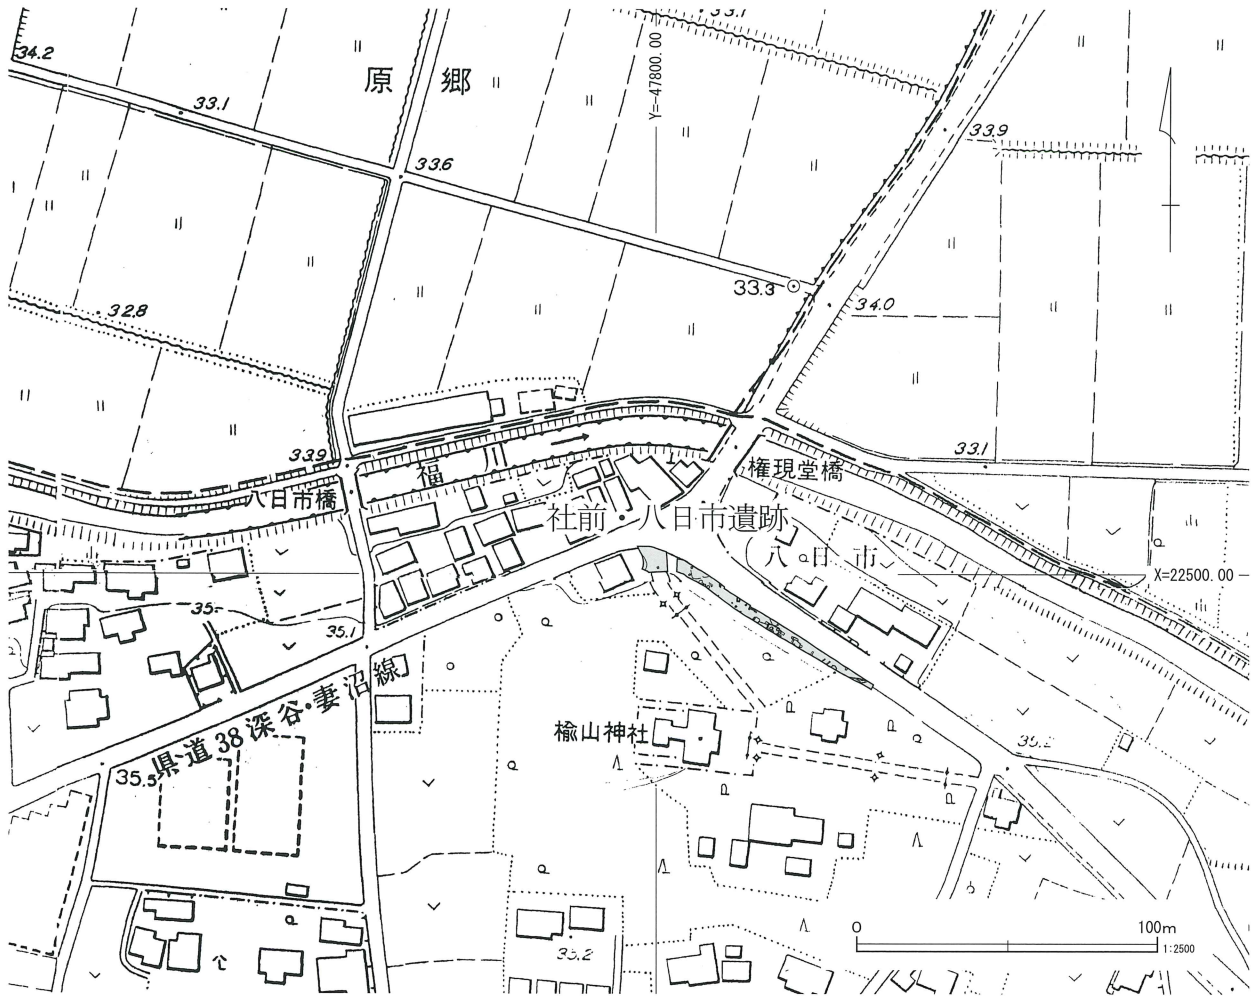 34.2
33.1
33.1
原郷
Y=-47800.00
33.6
33.9
33.3
34.0
32.8
33.9
33.1
八日市橋
福
権現堂橋
社前・八日市遺跡
八日市
X=22500.00
35.1
県道38深谷・妻沼線
楡山神社
35.2
35.5
0 100m
1:2500
35.2